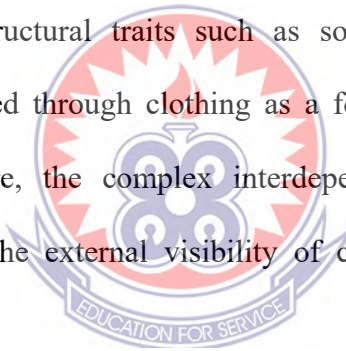 ructural traits such as so
ed through clothing as a fo
e, the complex interdepe
he external visibility of c
EDUCATION FOR SERVICE